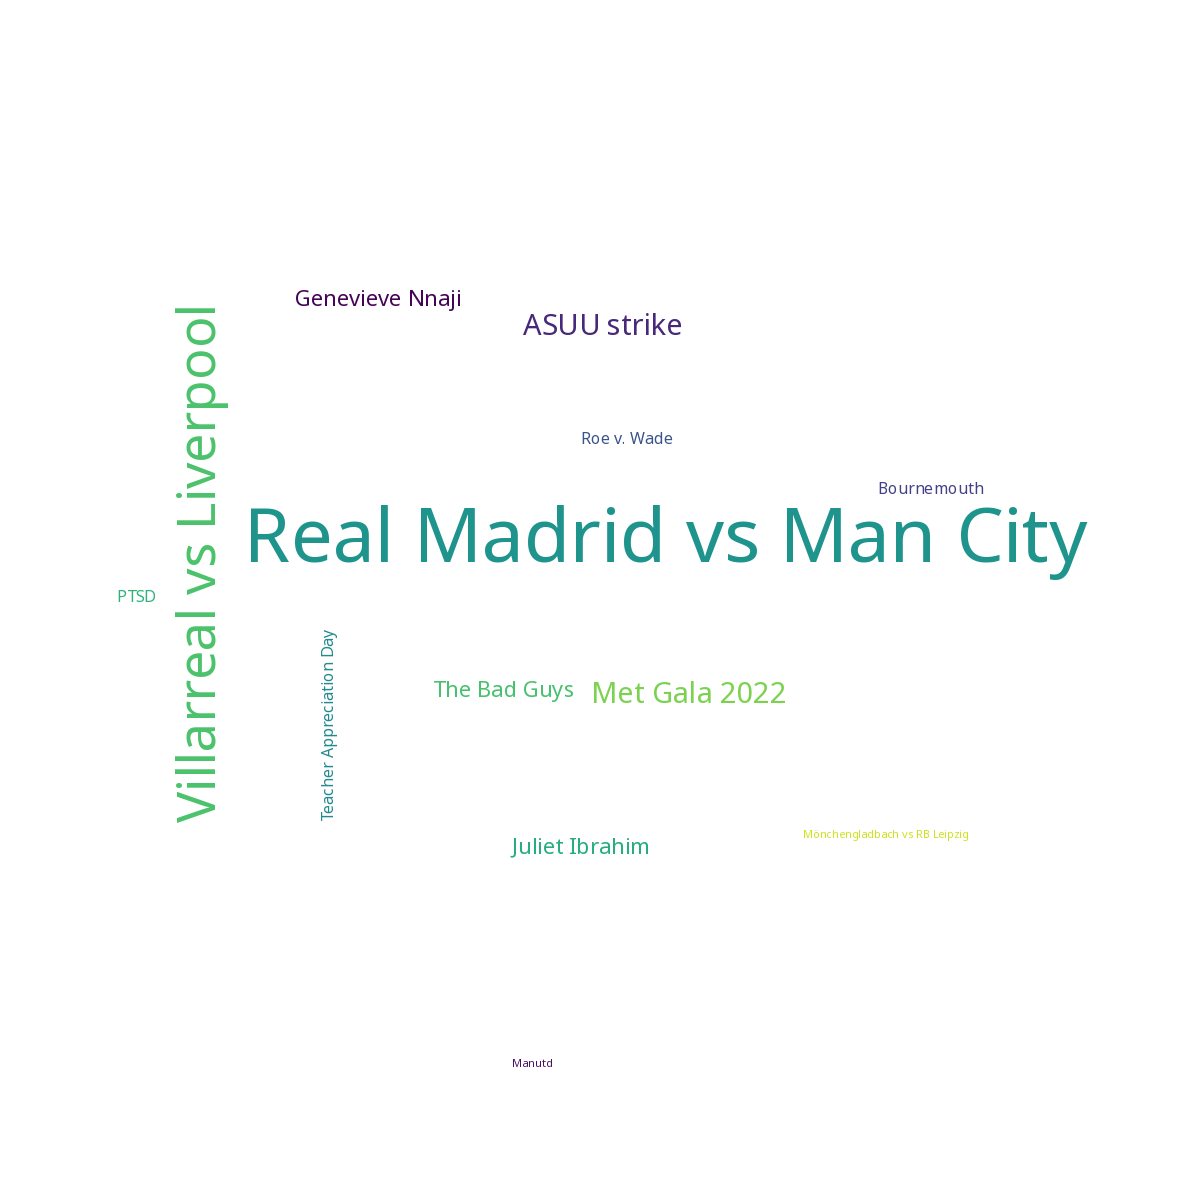 Genevieve Nnaji
ASUU strike
Villarreal vs Liverpool
Roe v. Wade
Bournemouth
Real Madrid vs Man City
PTSD
Teacher Appreciation Day
The Bad Guys
Met Gala 2022
Mönchengladbach vs RB Leipzig
Juliet Ibrahim
Manutd